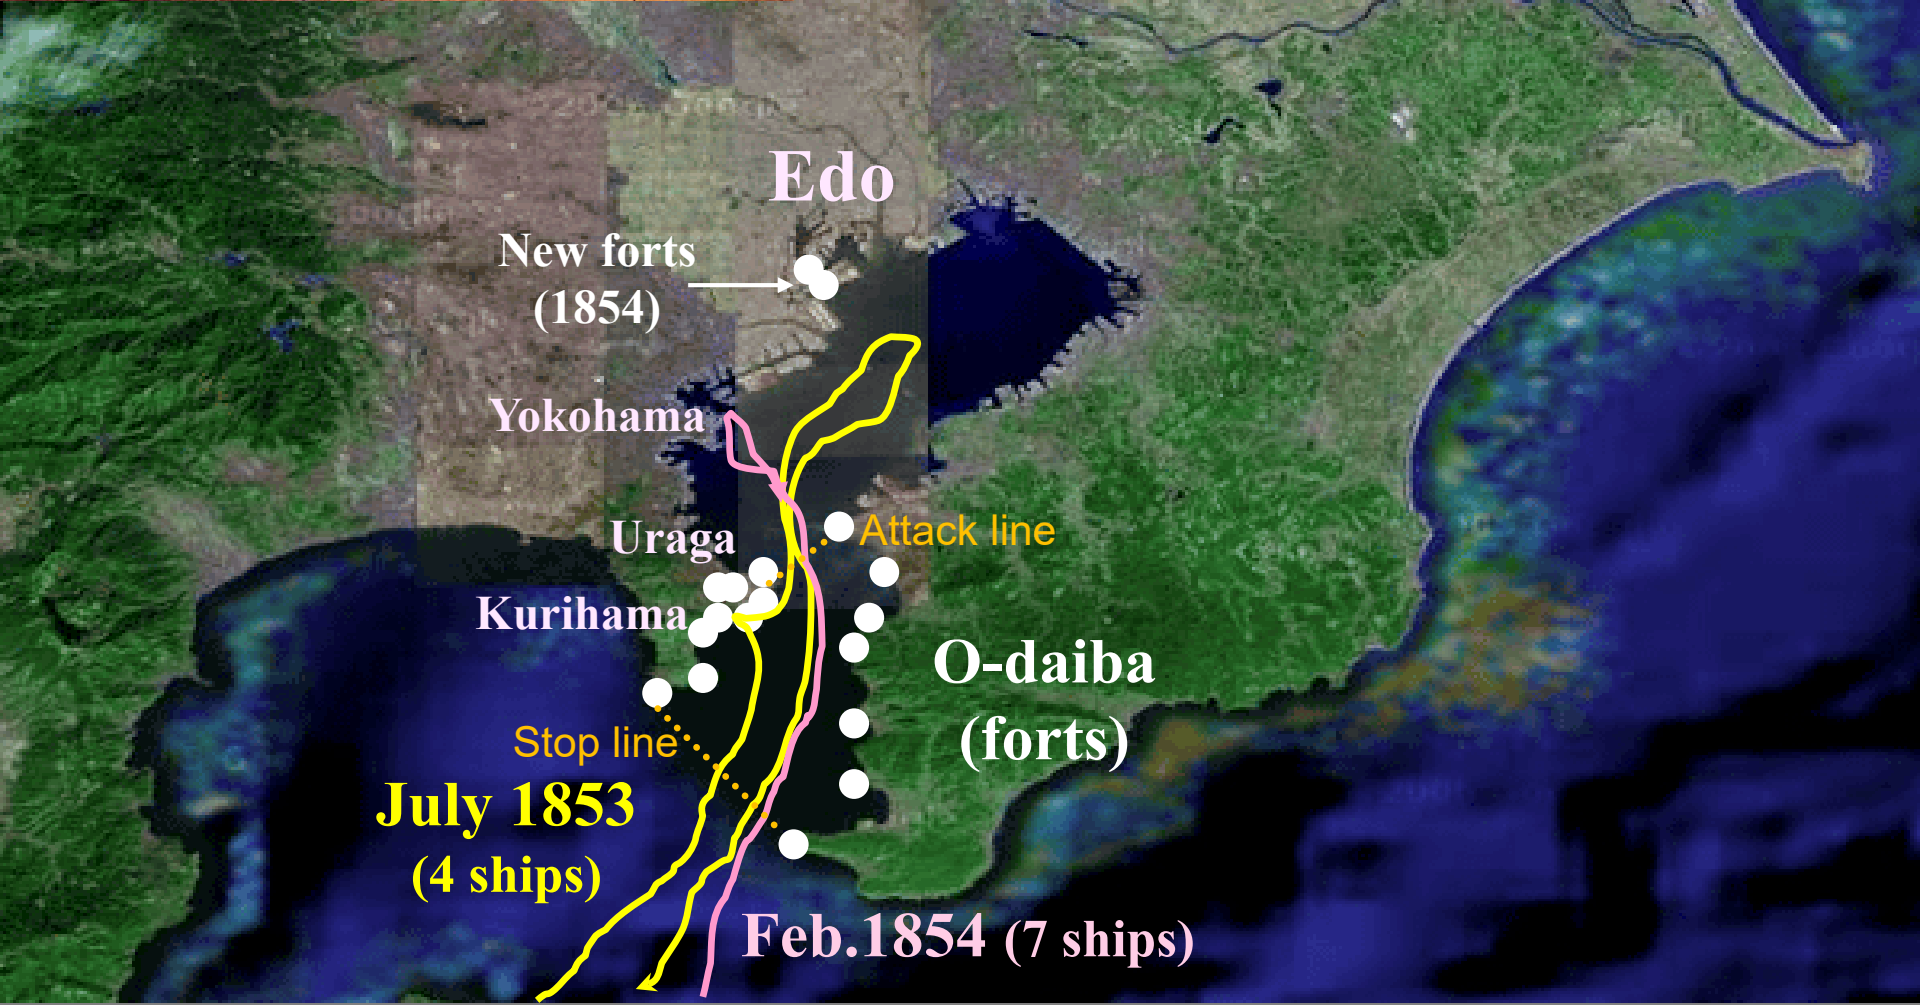 Edo
New forts
(1854)
Yokohama
Uraga
Attack line
Kurihama
O-daiba
(forts)
Stop line
July 1853
(4 ships)
Feb.1854 (7 ships)